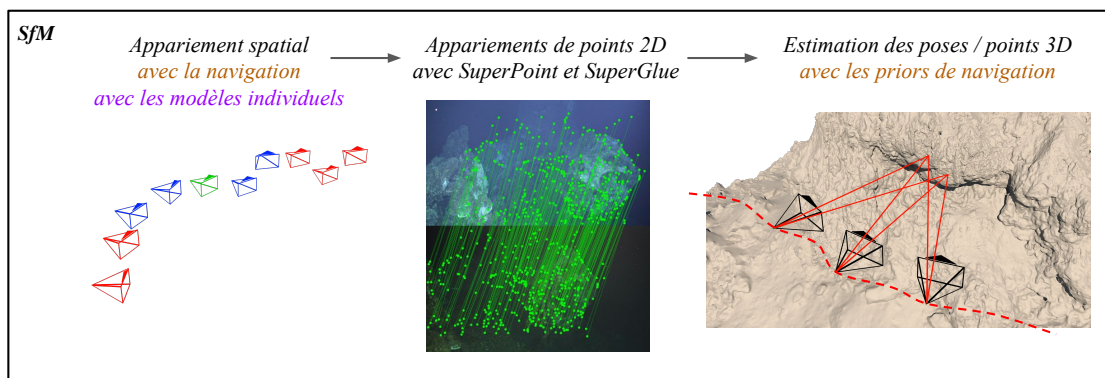 SfM
Appariement spatial
avec la navigation
avec les modèles individuels
Appariements de points 2D
avec SuperPoint et SuperGlue
Estimation des poses / points 3D
avec les priors de navigation